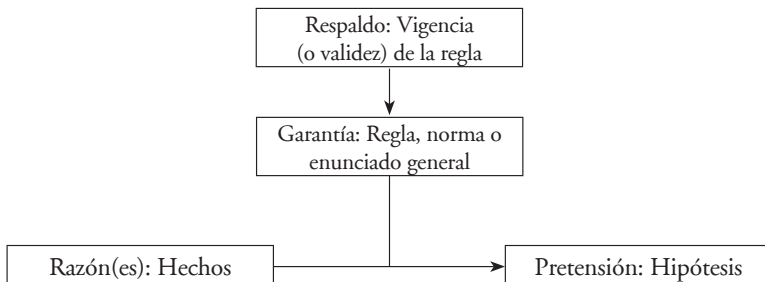 Respaldo: Vigencia
(o validez) de la regla
Garantía: Regla, norma o
enunciado general
Razón(es): Hechos
Pretensión: Hipótesis